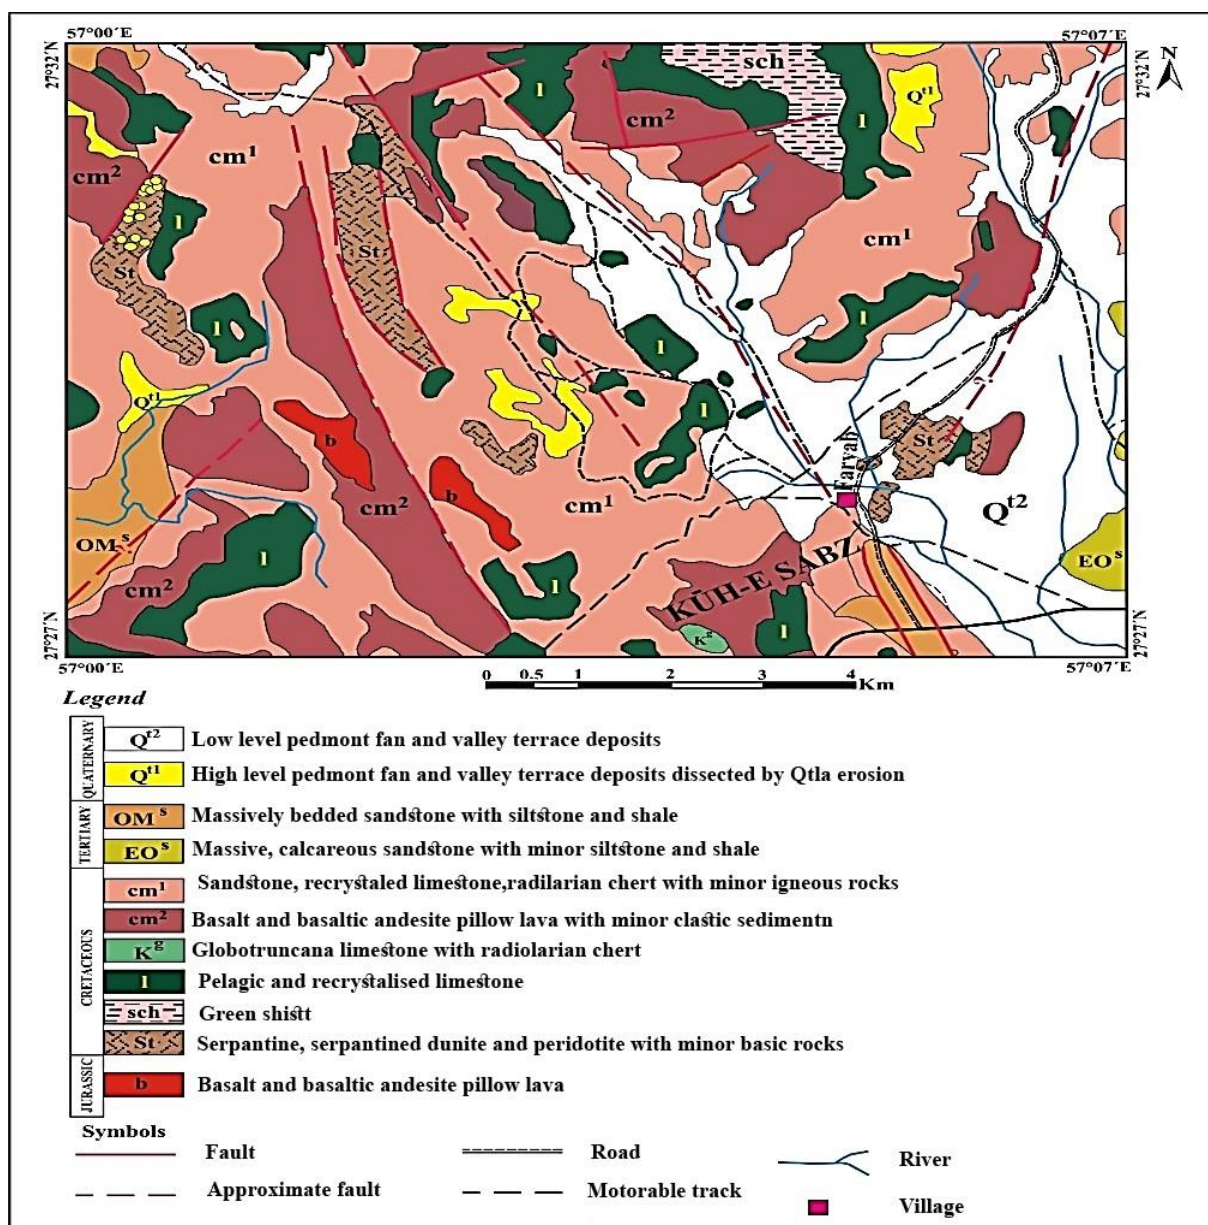 57°00´E 57°07´E
27°32´N
27°32´N
N
sch
Qt1
l
cm2
l
cm1
cm2
l
cm1
St
St
l
l
l
Qt1
b
l
St
Faryab
b
cm1
cm2
Qt2
OMs
l
cm2
l
KŪH-E SABZ
EOs
Kg
l
27°27´N
27°27´N
57°00´E 57°07´E
0 0.5 1 2 3 4 Km
Legend
QUATERNARY
Qt2 Low level pedmont fan and valley terrace deposits
Qt1 High level pedmont fan and valley terrace deposits dissected by Qtla erosion
TERTIARY
OM s Massively bedded sandstone with siltstone and shale
EO s Massive, calcareous sandstone with minor siltstone and shale
CRETACEOUS
cm1 Sandstone, recrystaled limestone,radilarian chert with minor igneous rocks
cm2 Basalt and basaltic andesite pillow lava with minor clastic sedimentn
K g Globotruncana limestone with radiolarian chert
l Pelagic and recrystalised limestone
sch Green shistt
St Serpantine, serpantined dunite and peridotite with minor basic rocks
JURASSIC
b Basalt and basaltic andesite pillow lava
Symbols
Fault Road River
Approximate fault Motorable track Village